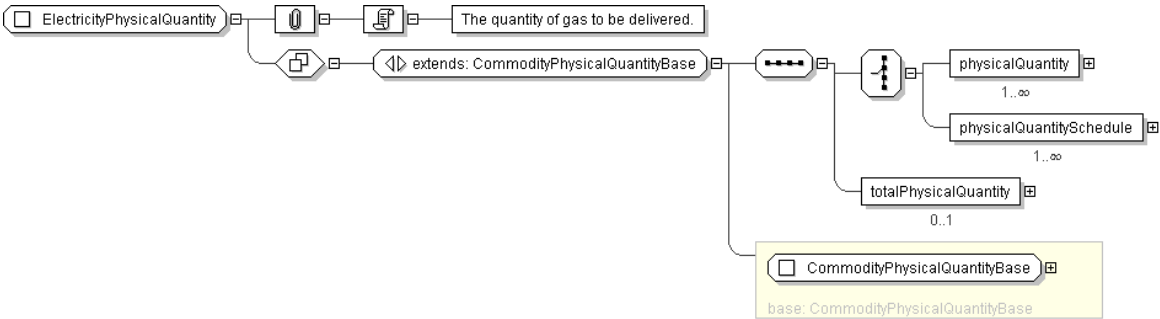 ElectricityPhysicalQuantity
The quantity of gas to be delivered.
extends: CommodityPhysicalQuantityBase
physicalQuantity
1..∞
physicalQuantitySchedule
1..∞
totalPhysicalQuantity
0..1
CommodityPhysicalQuantityBase
base: CommodityPhysicalQuantityBase